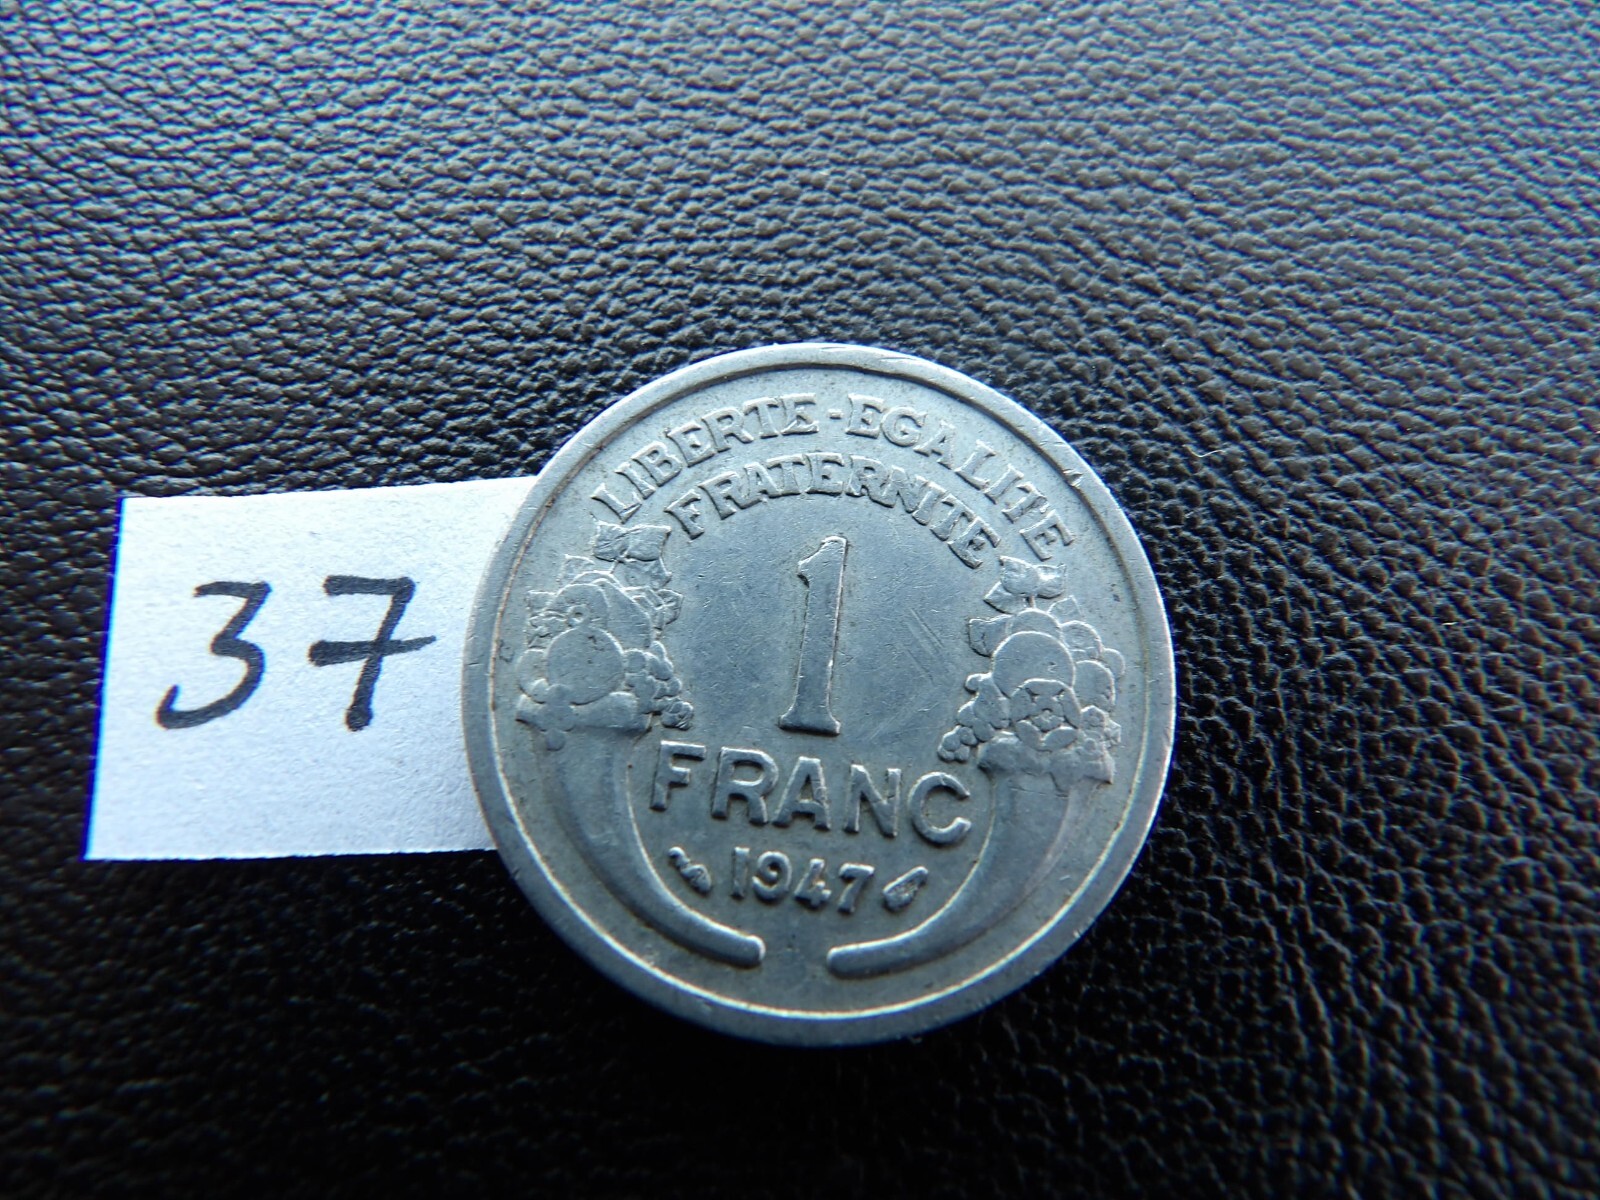 37
LIBERTE-EGALITE
FRATERNITE
1
FRANC
1947